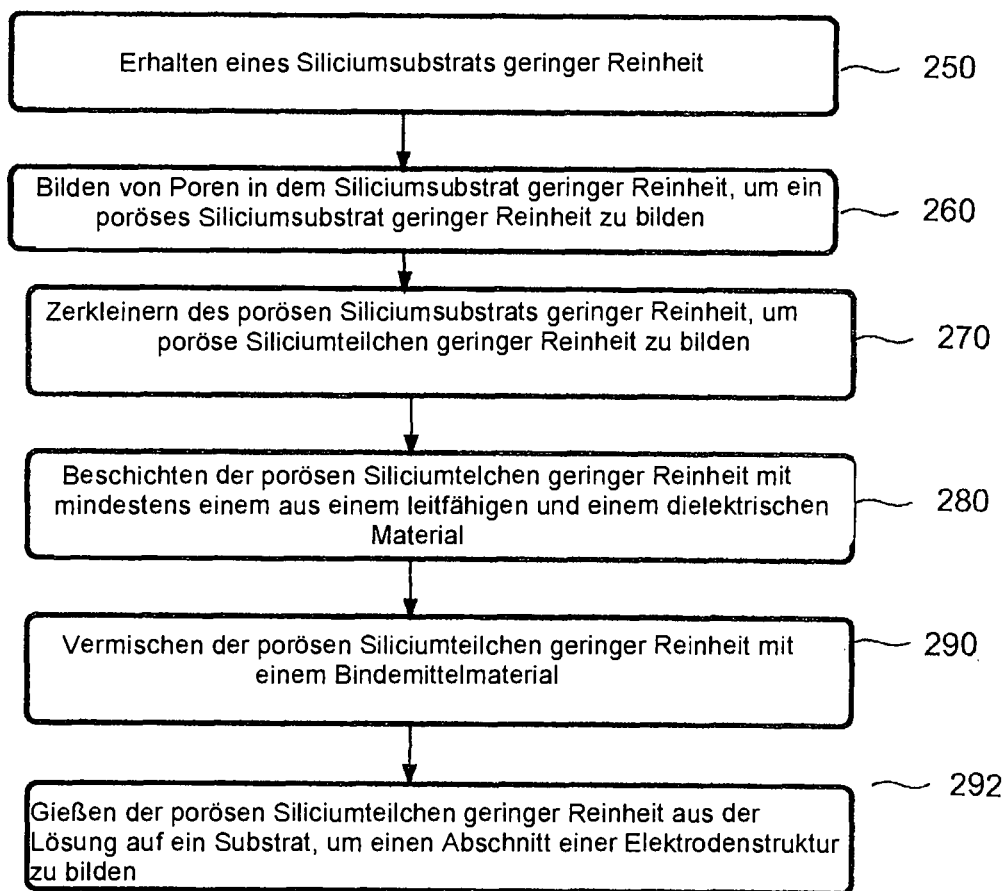 Erhalten eines Siliciumsubstrats geringer Reinheit
250
Bilden von Poren in dem Siliciumsubstrat geringer Reinheit, um ein
poröses Siliciumsubstrat geringer Reinheit zu bilden
260
Zerkleinern des porösen Siliciumsubstrats geringer Reinheit, um
poröse Siliciumteilchen geringer Reinheit zu bilden
270
Beschichten der porösen Siliciumtelchen geringer Reinheit mit
mindestens einem aus einem leitfähigen und einem dielektrischen
Material
280
Vermischen der porösen Siliciumteilchen geringer Reinheit mit
einem Bindemittelmaterial
290
292
Gießen der porösen Siliciumteilchen geringer Reinheit aus der
Lösung auf ein Substrat, um einen Abschnitt einer Elektrodenstruktur
zu bilden